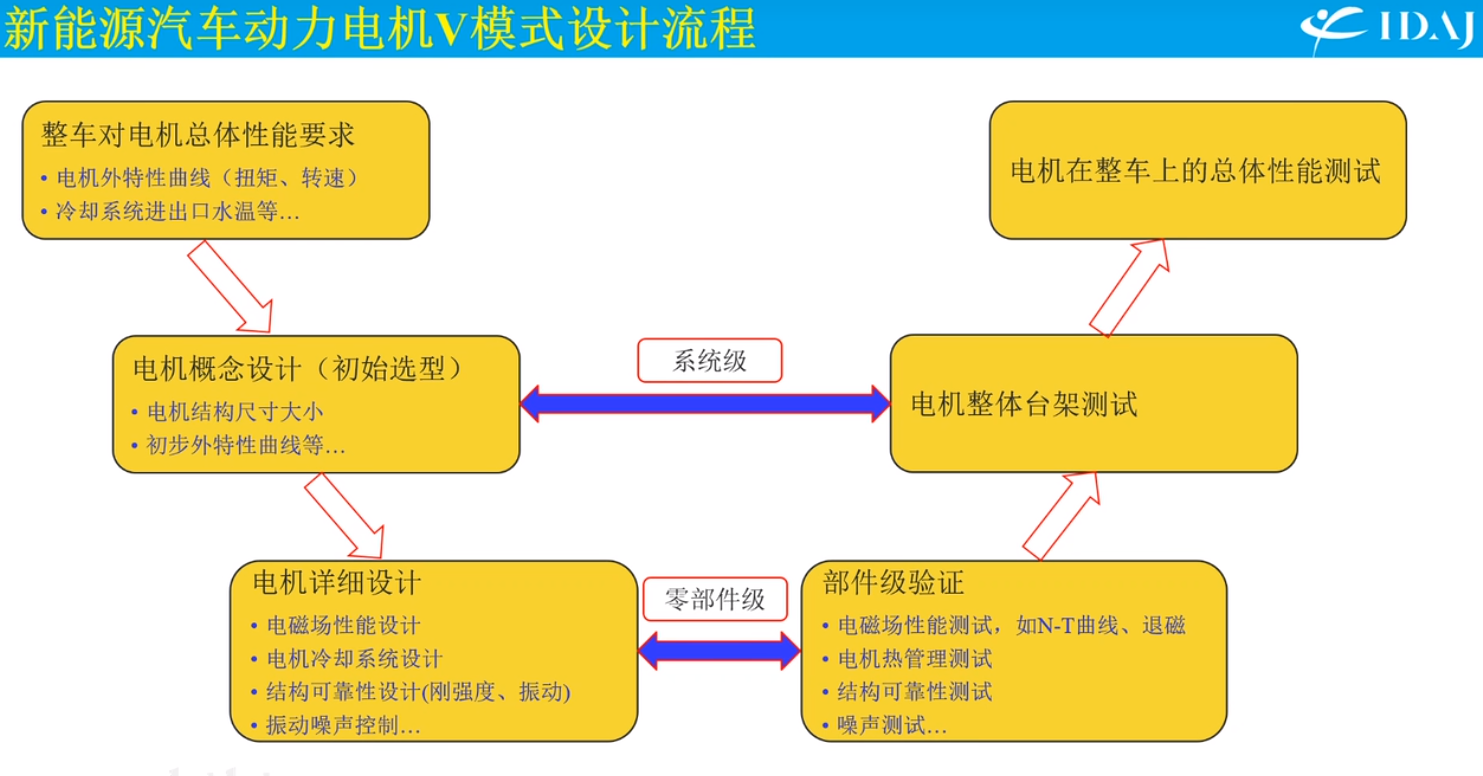 新能源汽车动力电机V模式设计流程
IDAJ
整车对电机总体性能要求
• 电机外特性曲线（扭矩、转速）
• 冷却系统进出口水温等…
电机在整车上的总体性能测试
电机概念设计（初始选型）
• 电机结构尺寸大小
• 初步外特性曲线等…
系统级
电机整体台架测试
电机详细设计
• 电磁场性能设计
• 电机冷却系统设计
• 结构可靠性设计(刚强度、振动)
• 振动噪声控制…
零部件级
部件级验证
• 电磁场性能测试，如N-T曲线、退磁
• 电机热管理测试
• 结构可靠性测试
• 噪声测试…